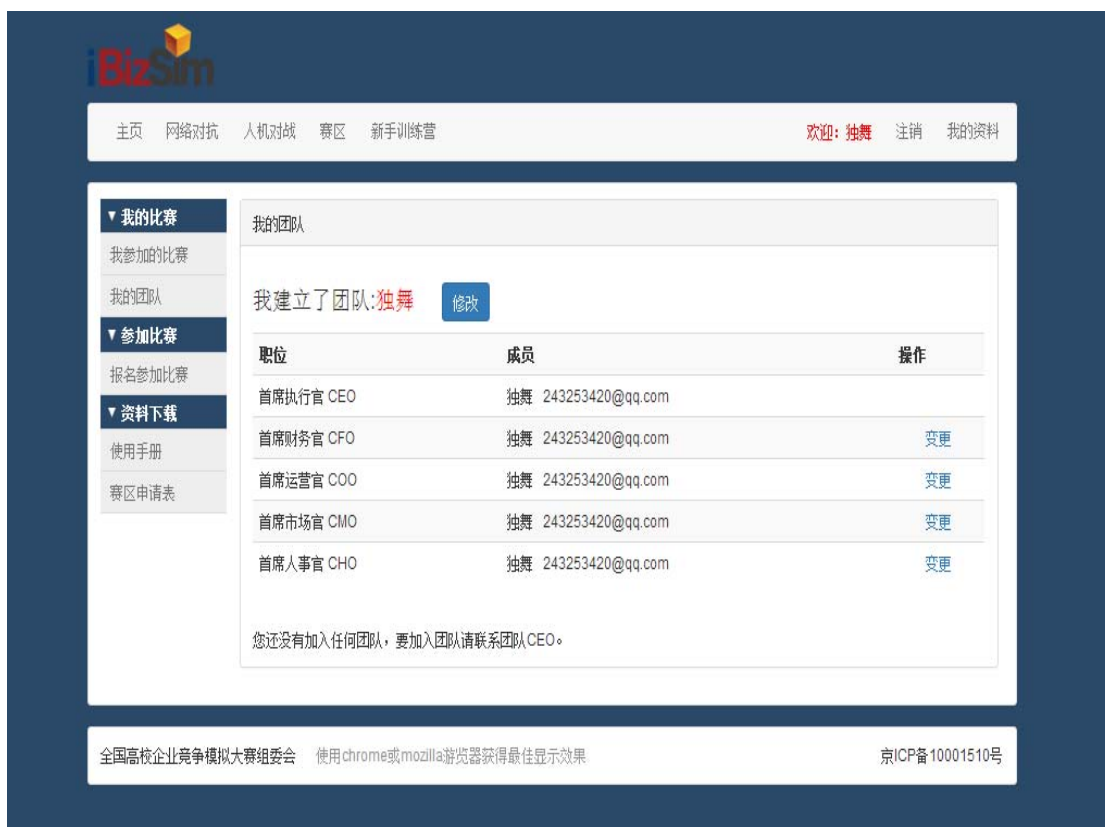 iBizSim
主页 网络对抗 人机对战 赛区 新手训练营 欢迎：独舞 注销 我的资料
▼我的比赛
我参加的比赛
我的团队
▼参加比赛
报名参加比赛
▼资料下载
使用手册
赛区申请表
我的团队
我建立了团队:独舞 修改
职位 成员 操作
首席执行官 CEO 独舞 243253420@qq.com
首席财务官 CFO 独舞 243253420@qq.com 变更
首席运营官 COO 独舞 243253420@qq.com 变更
首席市场官 CMO 独舞 243253420@qq.com 变更
首席人事官 CHO 独舞 243253420@qq.com 变更
您还没有加入任何团队，要加入团队请联系团队CEO。
全国高校企业竞争模拟大赛组委会 使用chrome或mozilla游览器获得最佳显示效果 京ICP备10001510号